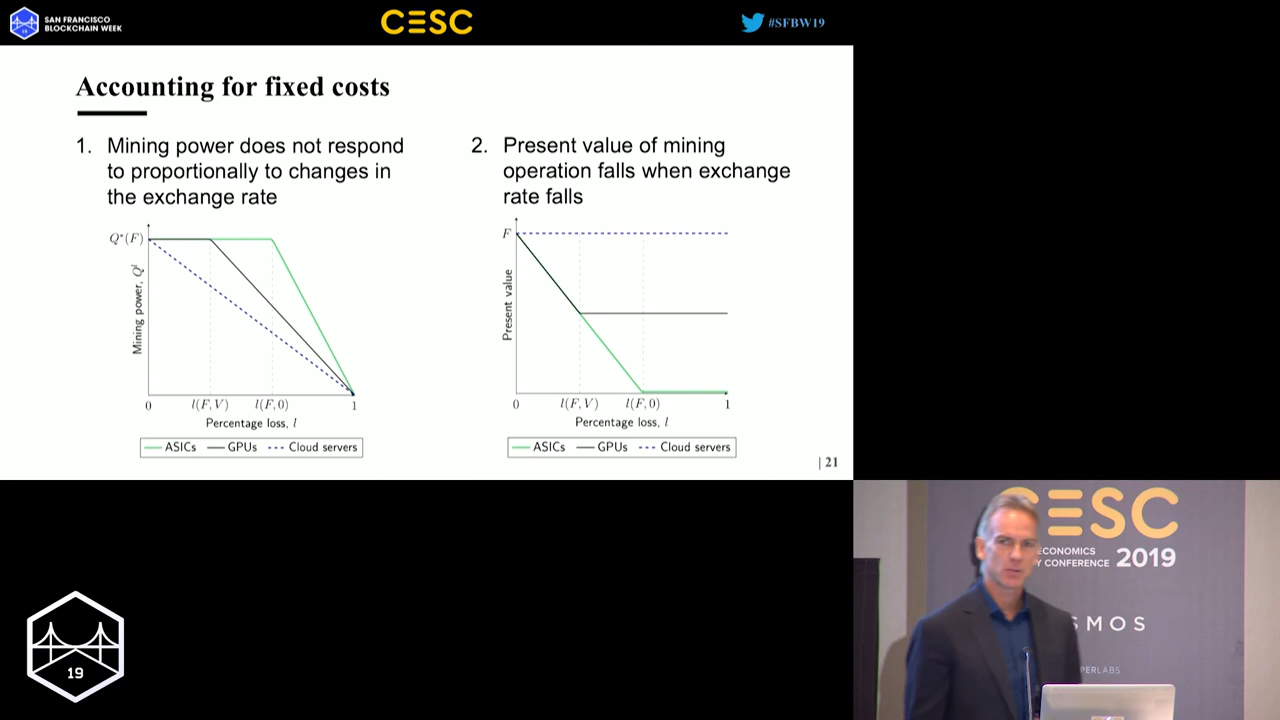 SAN FRANCISCO
BLOCKCHAIN WEEK
19
CESC
#SFBW19
Accounting for fixed costs
1. Mining power does not respond
to proportionally to changes in
the exchange rate
2. Present value of mining
operation falls when exchange
rate falls
Q*(F)
Mining power, Q^l
0
l(F,V)
l(F,0)
1
Percentage loss, l
ASICs GPUs Cloud servers
F
Present value
0
l(F,V)
l(F,0)
1
Percentage loss, l
ASICs GPUs Cloud servers
| 21
19
CESC
ECONOMICS
Y CONFERENCE 2019
SMOS
PERLABS